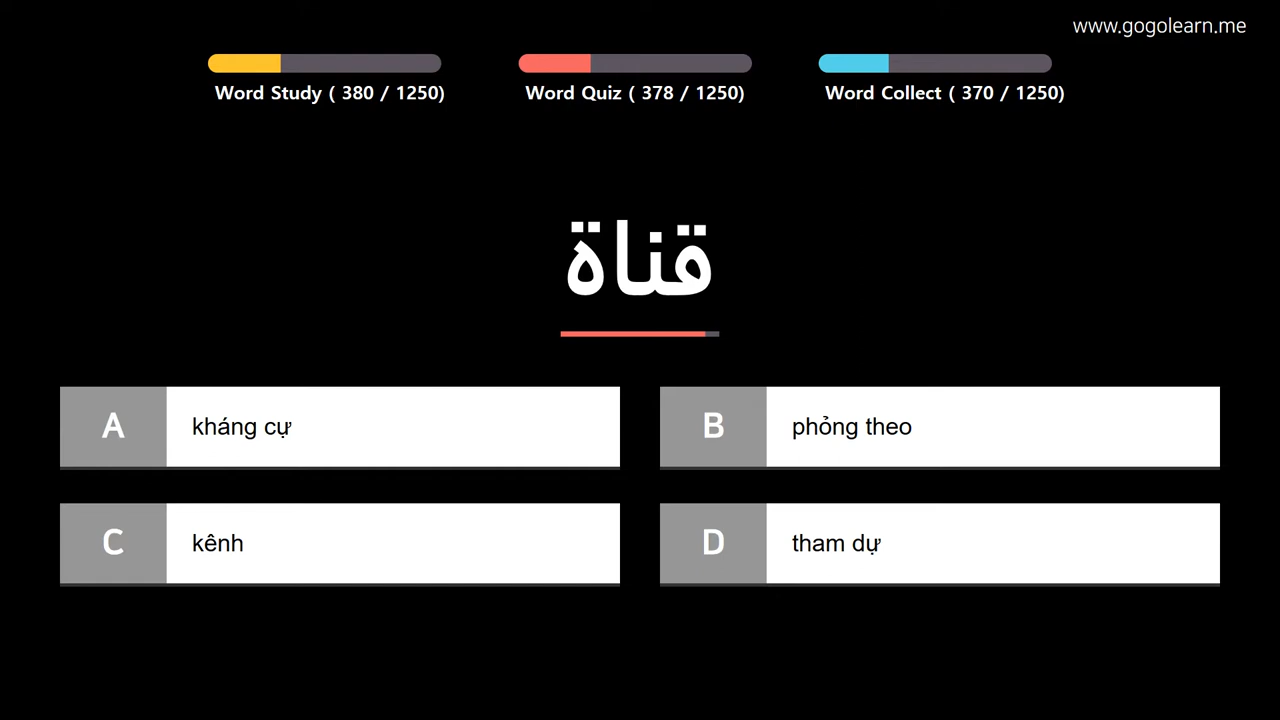 www.gogolearn.me
Word Study ( 380 / 1250)
Word Quiz ( 378 / 1250)
Word Collect ( 370 / 1250)
قناة
A kháng cự
B phỏng theo
C kênh
D tham dự